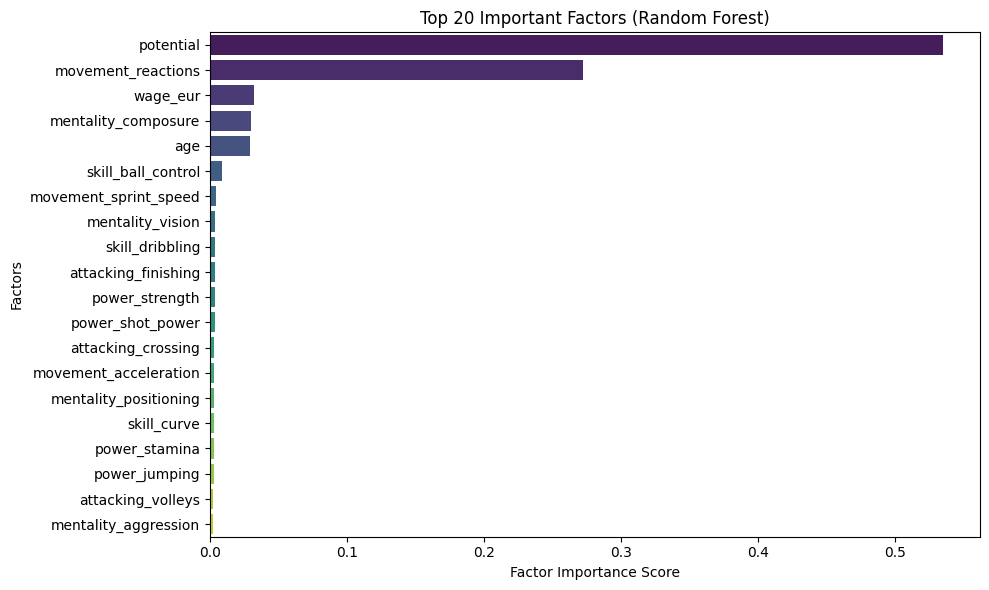 Top 20 Important Factors (Random Forest)
potential
movement_reactions
wage_eur
mentality_composure
age
skill_ball_control
movement_sprint_speed
mentality_vision
skill_dribbling
attacking_finishing
power_strength
power_shot_power
attacking_crossing
movement_acceleration
mentality_positioning
skill_curve
power_stamina
power_jumping
attacking_volleys
mentality_aggression
Factors
0.0 0.1 0.2 0.3 0.4 0.5
Factor Importance Score